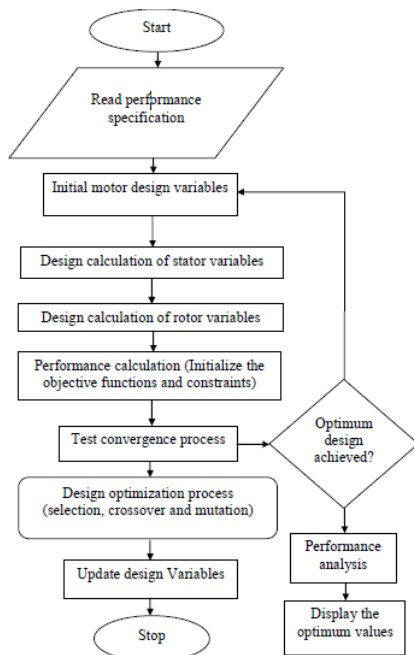 Start
Read performance
specification
Initial motor design variables
Design calculation of stator variables
Design calculation of rotor variables
Performance calculation (Initialize the
objective functions and constraints)
Test convergence process
Optimum
design
achieved?
Design optimization process
(selection, crossover and mutation)
Update design Variables
Stop
Performance
analysis
Display the
optimum values